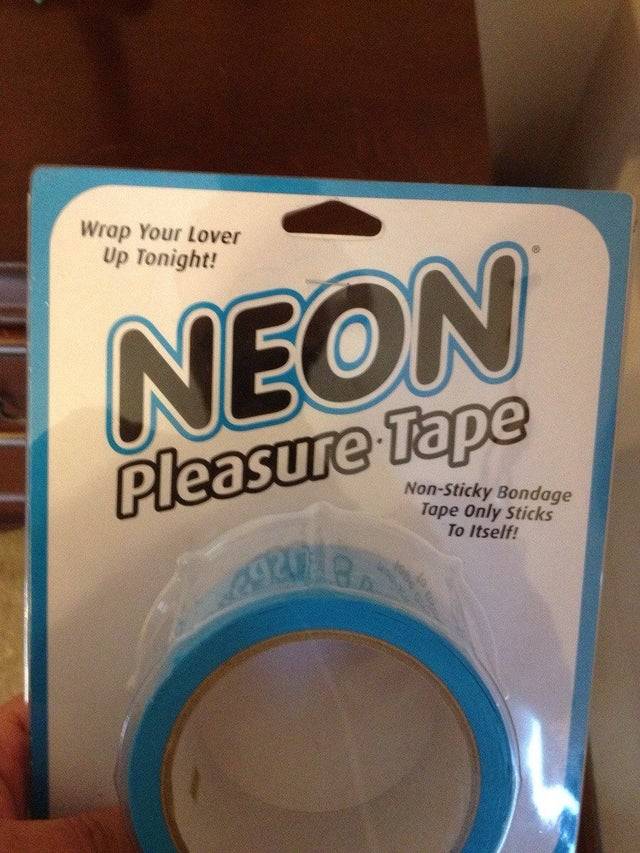 Wrap Your Lover
Up Tonight!
NEON®
Pleasure Tape
Non-Sticky Bondage
Tape Only Sticks
To Itself!